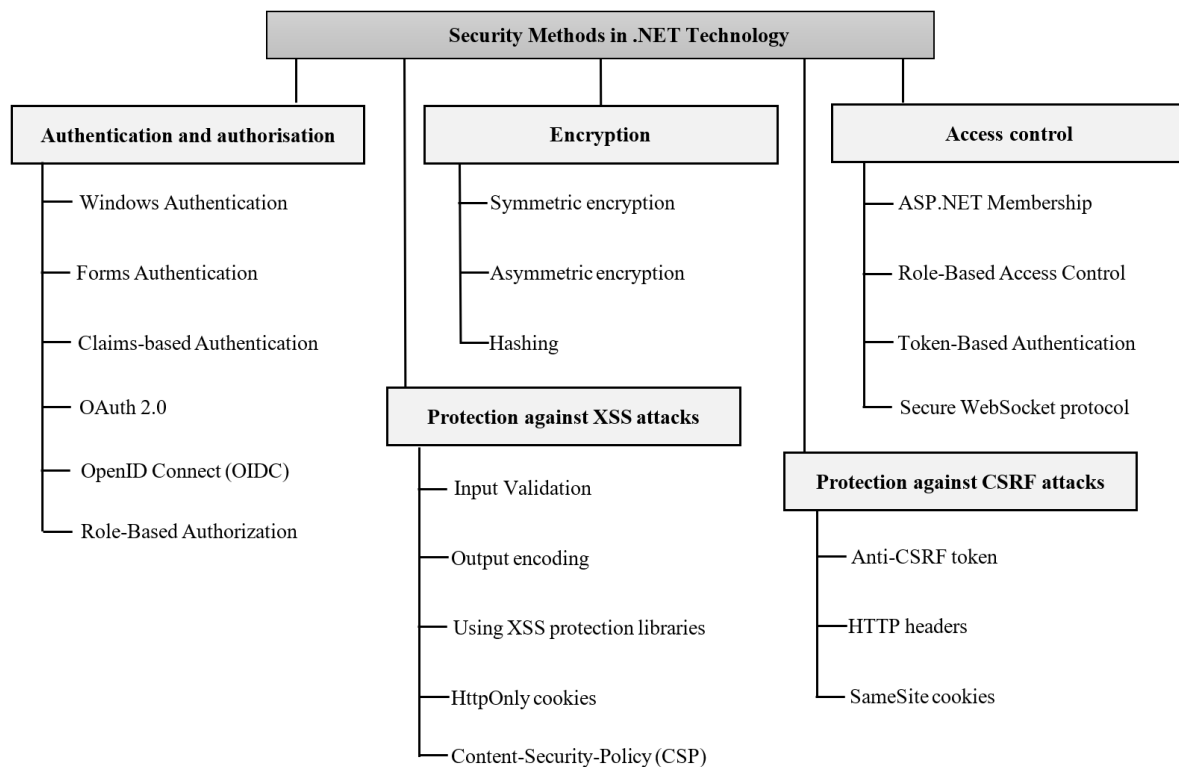 Security Methods in .NET Technology
Authentication and authorisation
Windows Authentication
Forms Authentication
Claims-based Authentication
OAuth 2.0
OpenID Connect (OIDC)
Role-Based Authorization
Encryption
Symmetric encryption
Asymmetric encryption
Hashing
Protection against XSS attacks
Input Validation
Output encoding
Using XSS protection libraries
HttpOnly cookies
Content-Security-Policy (CSP)
Access control
ASP.NET Membership
Role-Based Access Control
Token-Based Authentication
Secure WebSocket protocol
Protection against CSRF attacks
Anti-CSRF token
HTTP headers
SameSite cookies